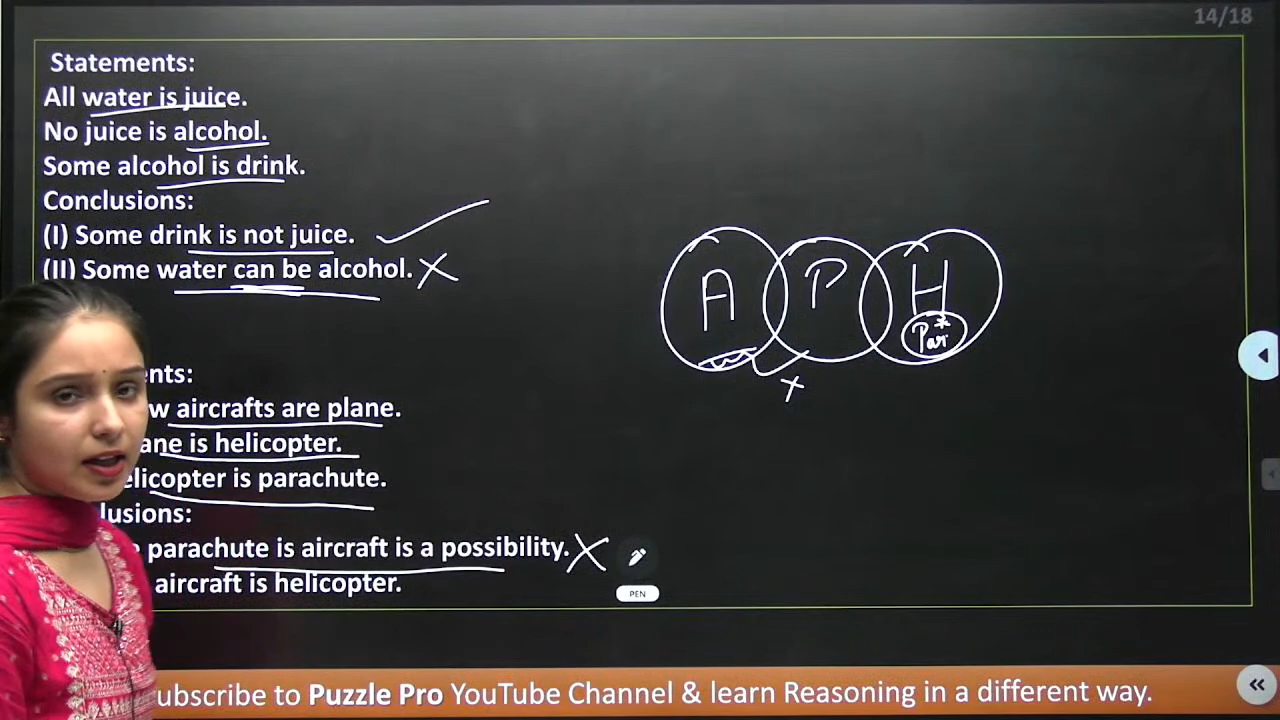 14/18
Statements:
All water is juice.
No juice is alcohol.
Some alcohol is drink.
Conclusions:
(I) Some drink is not juice.
(II) Some water can be alcohol.
ents:
w aircrafts are plane.
ane is helicopter.
elicopter is parachute.
lusions:
parachute is aircraft is a possibility.
aircraft is helicopter.
A P H
Par
PEN
ubscribe to Puzzle Pro YouTube Channel & learn Reasoning in a different way.